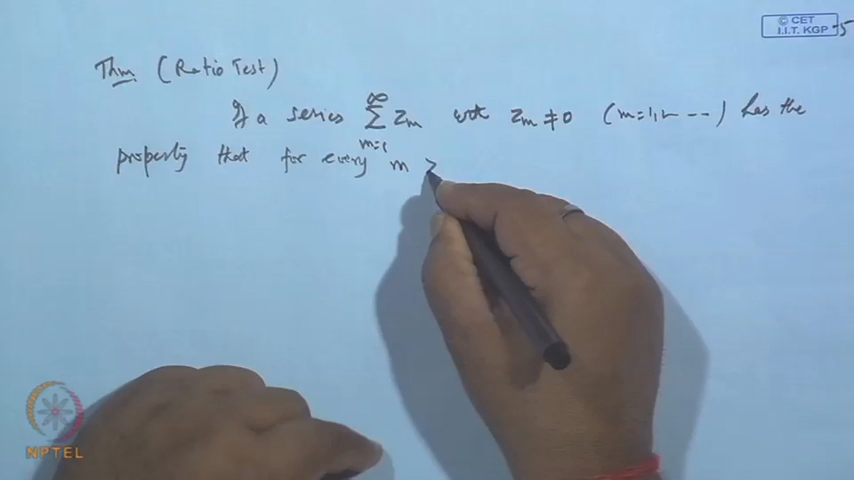 © CET
I.I.T. KGP
Thm (Ratio Test)
If a series ∑_{m=1}^{∞} z_m with z_m ≠ 0 (m=1,2 ---) has the
property that for every m >
NPTEL